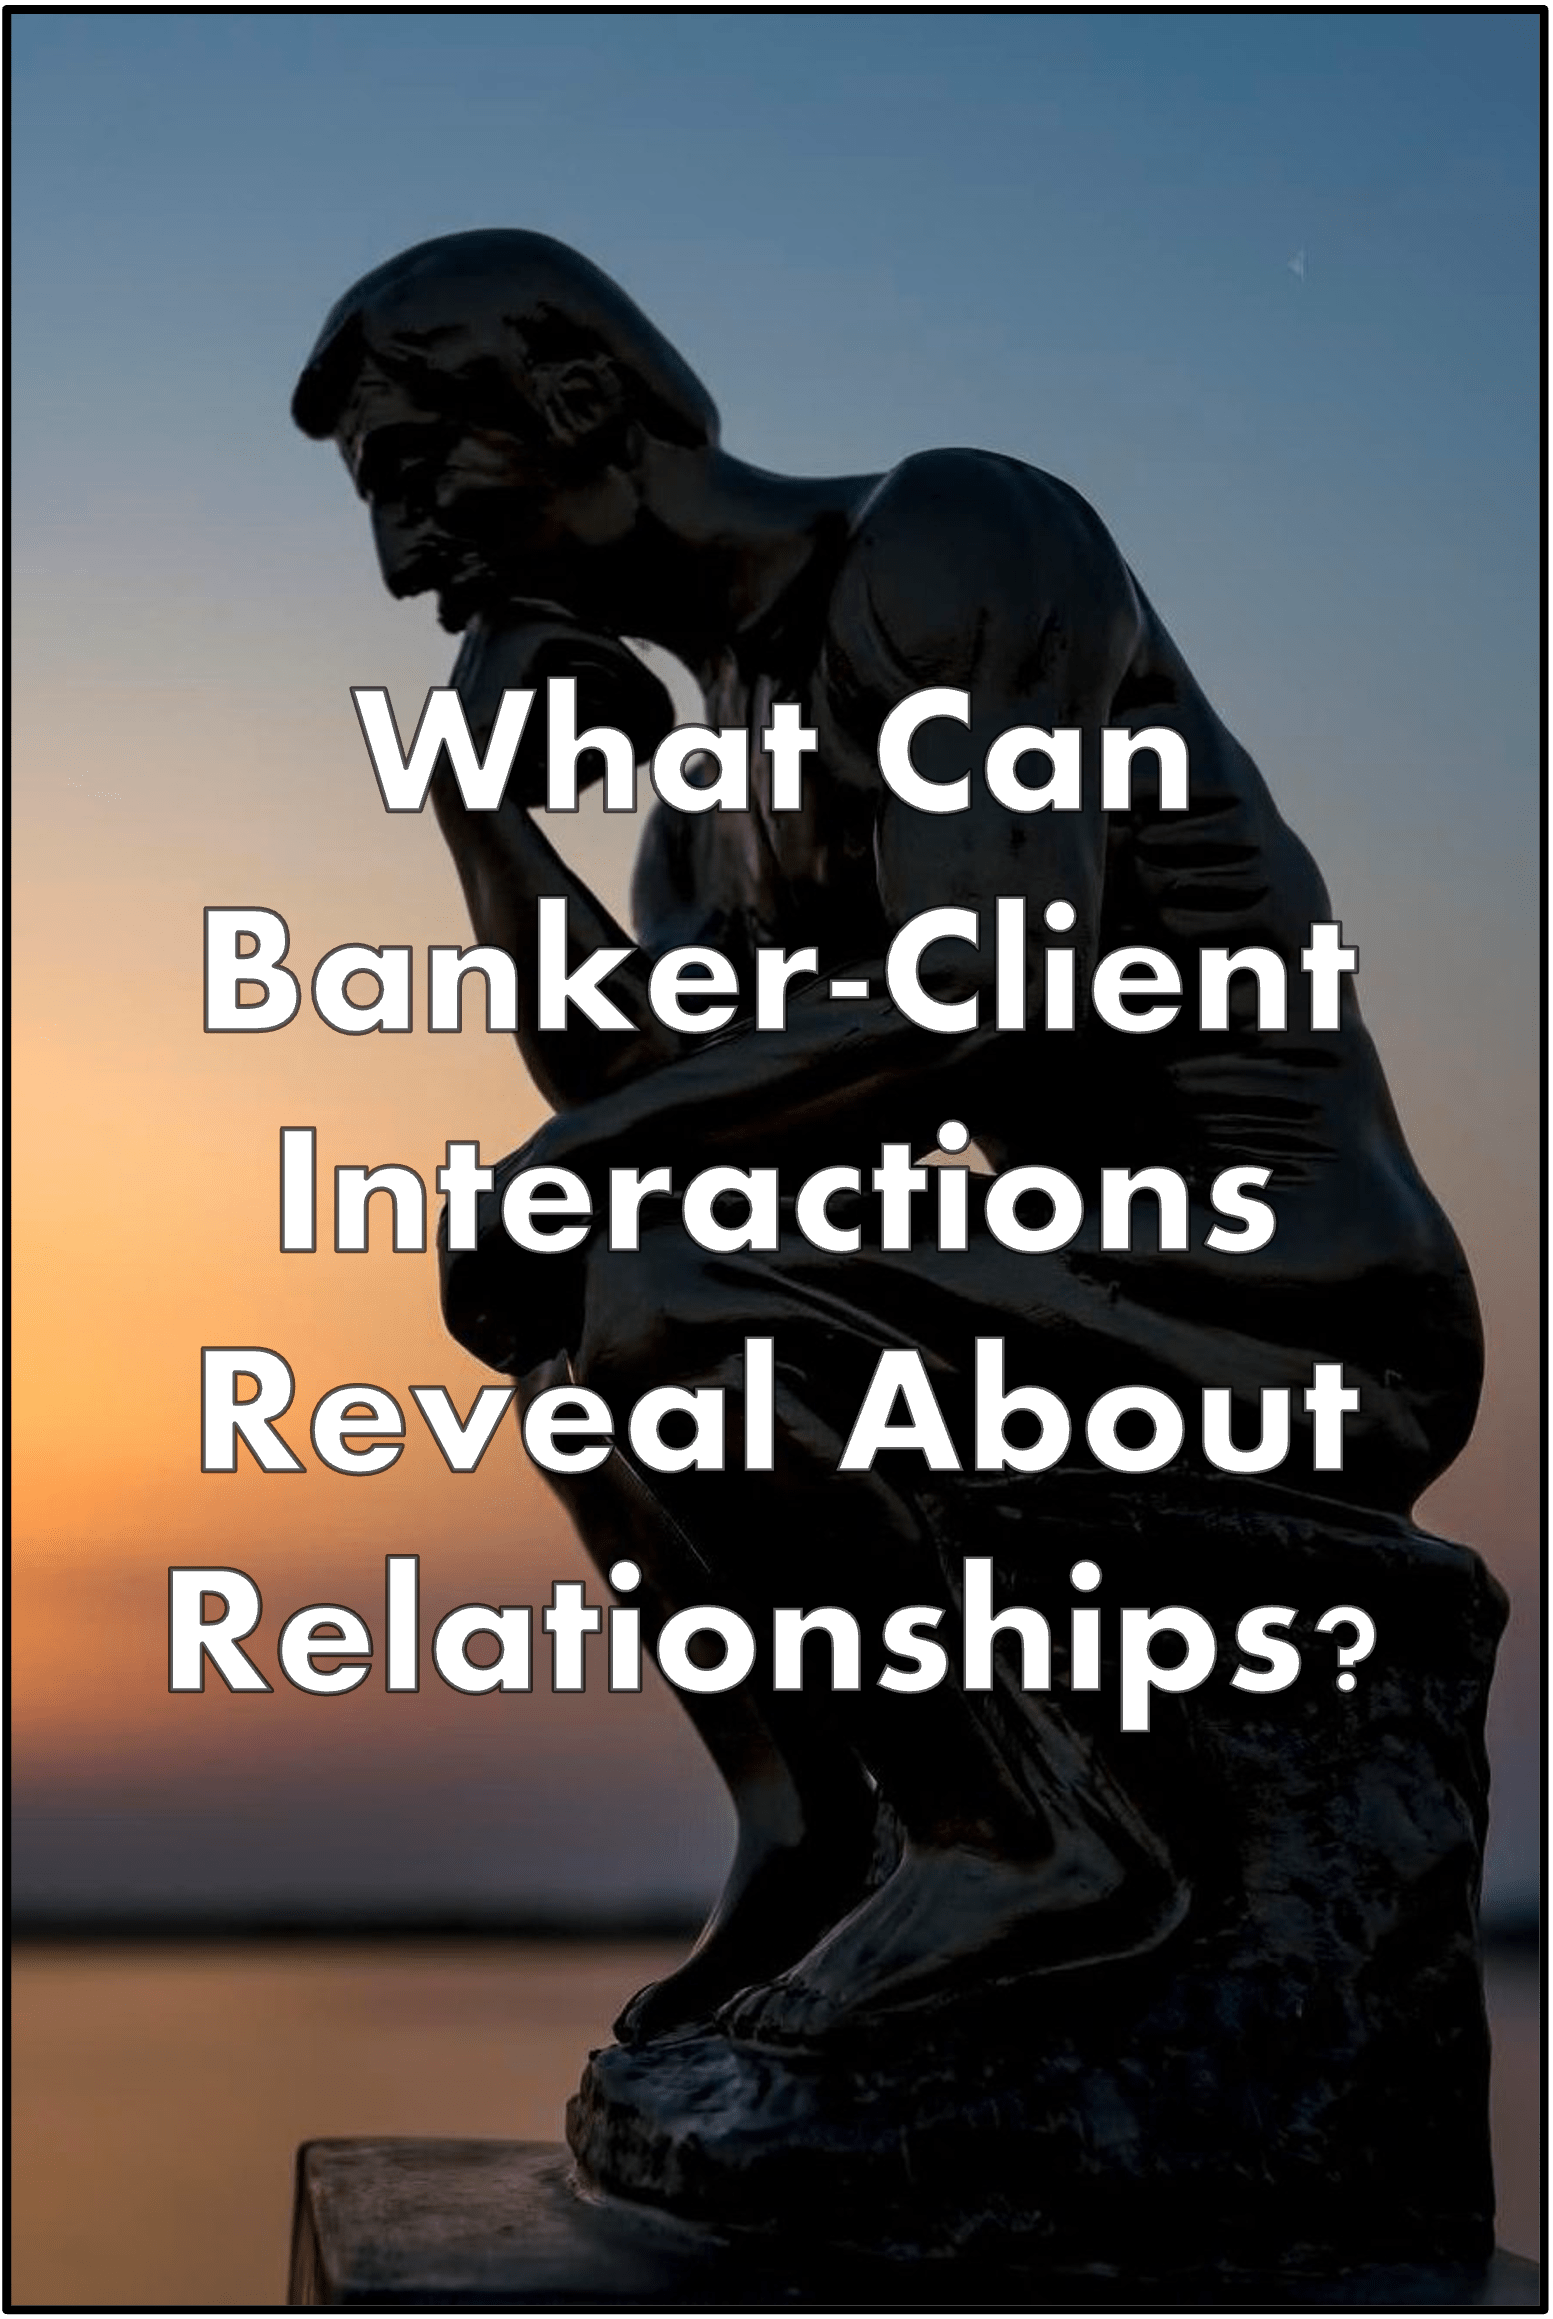 What Can
Banker-Client
Interactions
Reveal About
Relationships?